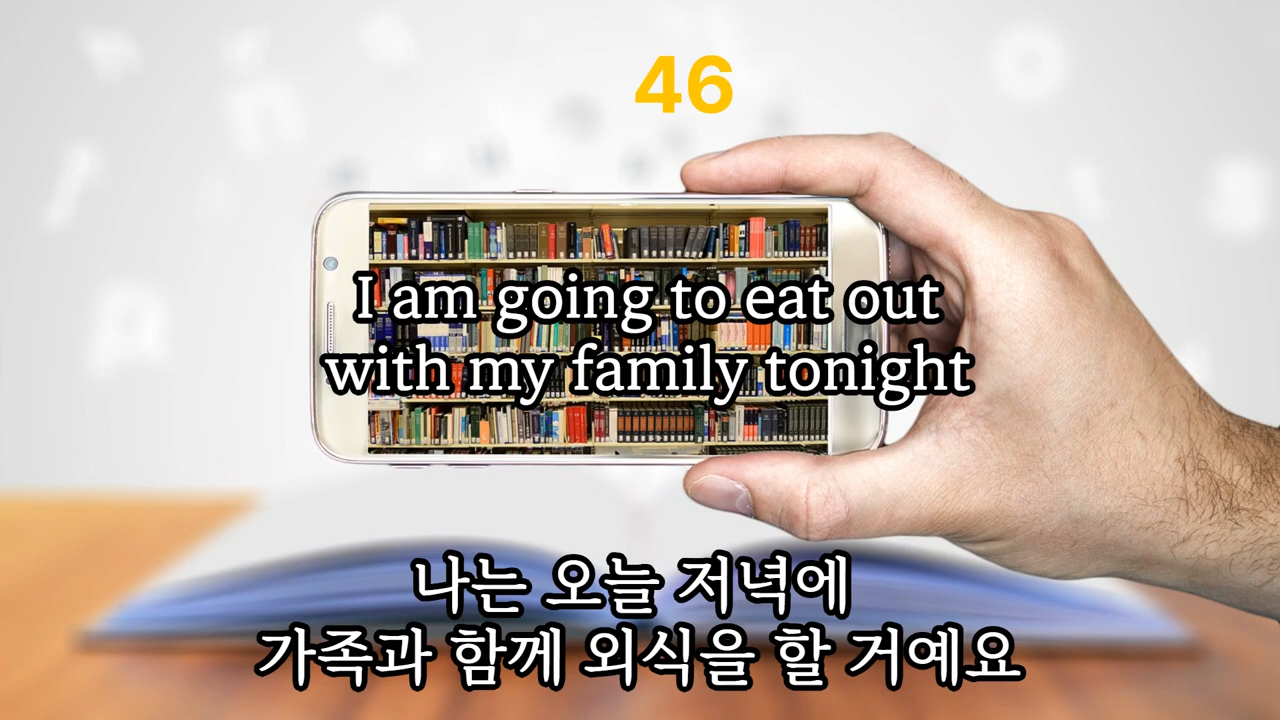 46
I am going to eat out
with my family tonight
나는 오늘 저녁에
가족과 함께 외식을 할 거예요